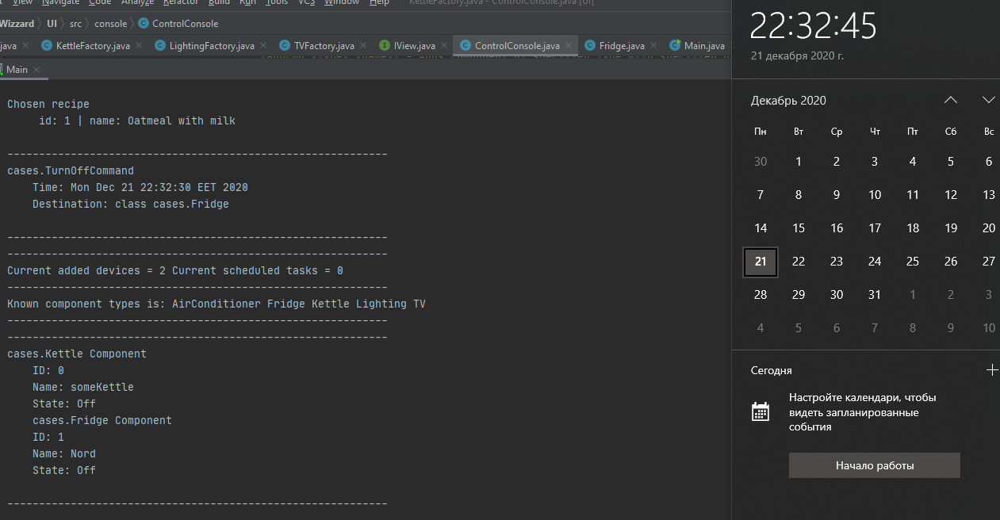 View Navigate Code Analyze Refactor Build Run Tools VCS Window Help KettleFactory.java - ControlConsole.java [UI]
Wizzard UI src console ControlConsole
java KettleFactory.java LightingFactory.java TVFactory.java IView.java ControlConsole.java Fridge.java Main.java
Main
Chosen recipe
id: 1 | name: Oatmeal with milk
------------------------------------------------------------
cases.TurnOffCommand
Time: Mon Dec 21 22:32:30 EET 2020
Destination: class cases.Fridge
------------------------------------------------------------
------------------------------------------------------------
Current added devices = 2 Current scheduled tasks = 0
------------------------------------------------------------
Known component types is: AirConditioner Fridge Kettle Lighting TV
------------------------------------------------------------
------------------------------------------------------------
cases.Kettle Component
ID: 0
Name: someKettle
State: Off
cases.Fridge Component
ID: 1
Name: Nord
State: Off
------------------------------------------------------------
22:32:45
21 декабря 2020 г.
Декабрь 2020
Пн Вт Ср Чт Пт Сб Вс
30 1 2 3 4 5 6
7 8 9 10 11 12 13
14 15 16 17 18 19 20
21 22 23 24 25 26 27
28 29 30 31 1 2 3
4 5 6 7 8 9 10
Сегодня
Настройте календари, чтобы
видеть запланированные
события
Начало работы